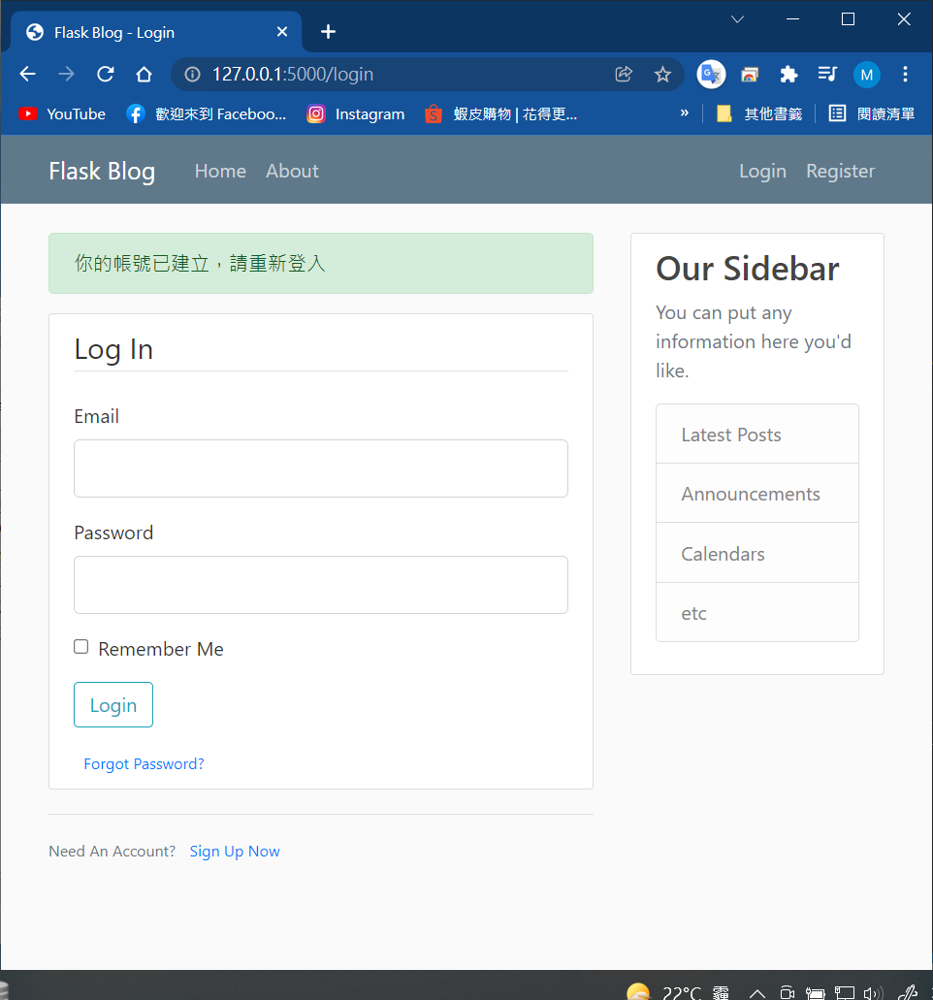 Flask Blog - Login
127.0.0.1:5000/login
M
YouTube
歡迎來到 Faceboo...
Instagram
蝦皮購物 | 花得更...
»
其他書籤
閱讀清單
Flask Blog
Home
About
Login
Register
你的帳號已建立，請重新登入
Log In
Email
Password
Remember Me
Login
Forgot Password?
Need An Account? Sign Up Now
Our Sidebar
You can put any
information here you'd
like.
Latest Posts
Announcements
Calendars
etc
22°C 霾